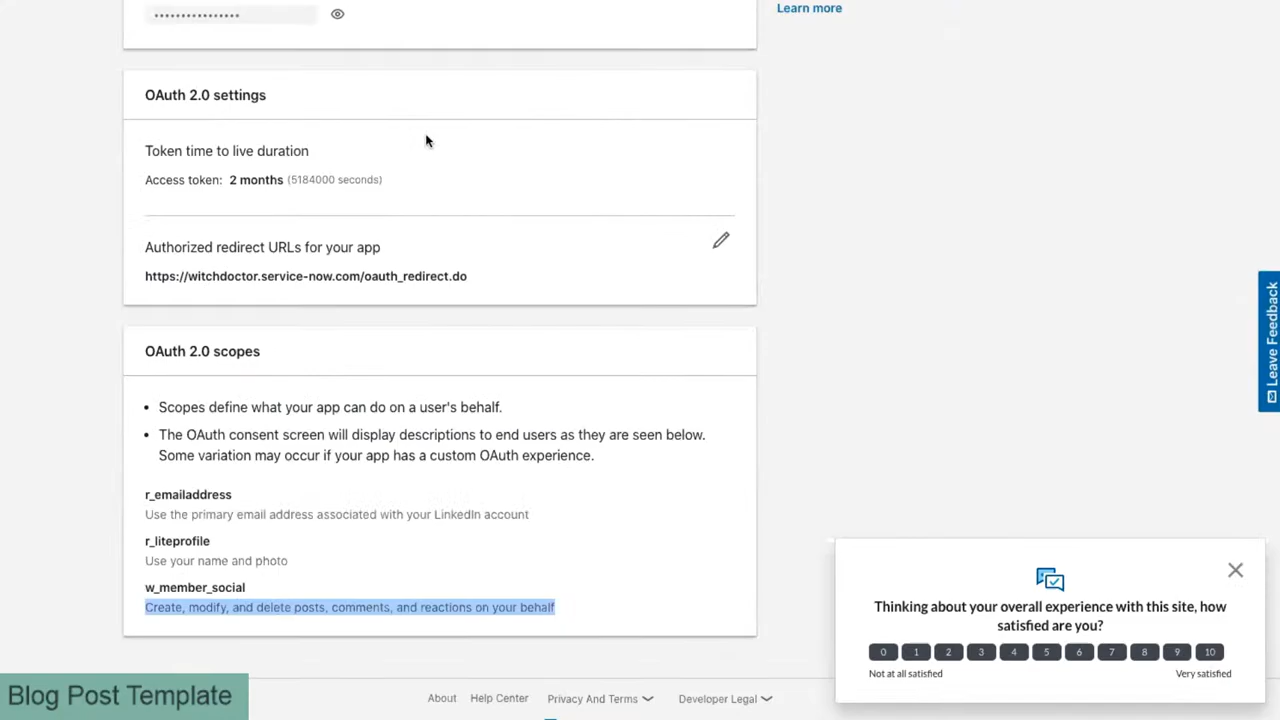 Learn more
••••••••••••••••
OAuth 2.0 settings
Token time to live duration
Access token: 2 months (5184000 seconds)
Authorized redirect URLs for your app
https://witchdoctor.service-now.com/oauth_redirect.do
Leave Feedback
OAuth 2.0 scopes
• Scopes define what your app can do on a user's behalf.
• The OAuth consent screen will display descriptions to end users as they are seen below.
Some variation may occur if your app has a custom OAuth experience.
r_emailaddress
Use the primary email address associated with your LinkedIn account
r_liteprofile
Use your name and photo
w_member_social
Create, modify, and delete posts, comments, and reactions on your behalf
Thinking about your overall experience with this site, how
satisfied are you?
0 1 2 3 4 5 6 7 8 9 10
Not at all satisfied Very satisfied
Blog Post Template
About Help Center Privacy And Terms Developer Legal